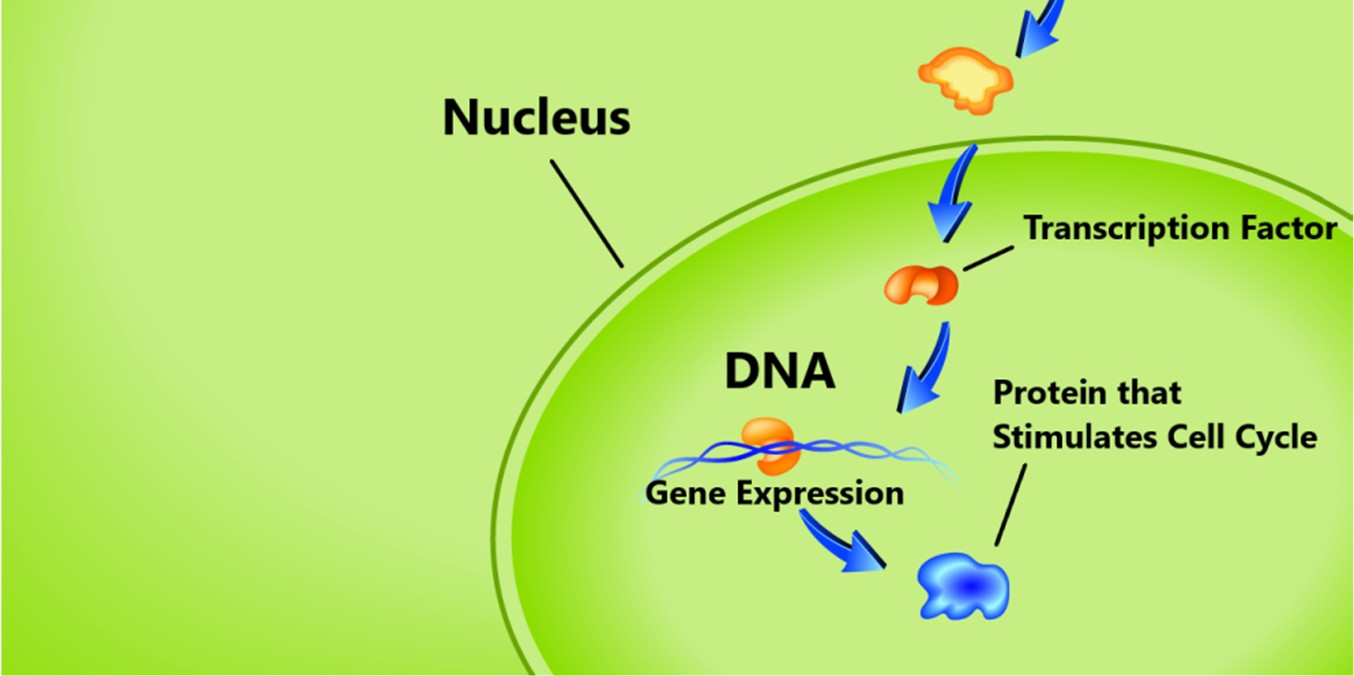 Nucleus
Transcription Factor
DNA
Protein that
Stimulates Cell Cycle
Gene Expression